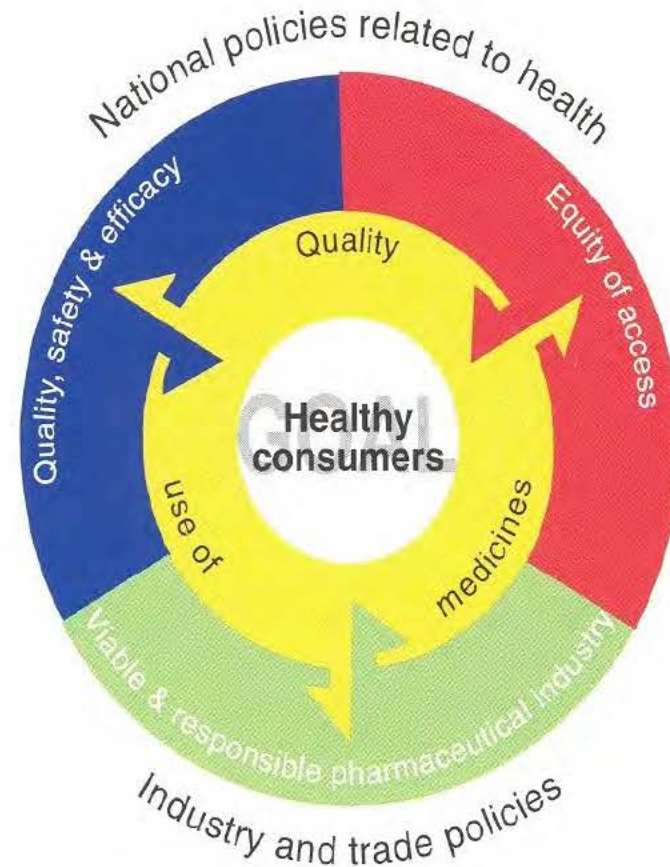 National policies related to health
Quality, safety & efficacy
Equity of access
Quality
use of
medicines
GOAL
Healthy
consumers
Viable & responsible pharmaceutical industry
Industry and trade policies